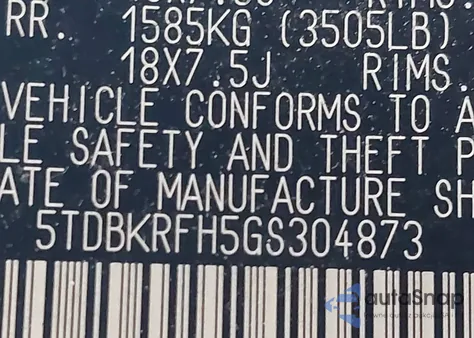 RR. 1585KG (3505LB)
18X7.5J RIMS.
VEHICLE CONFORMS TO A
LE SAFETY AND THEFT P
ATE OF MANUFACTURE SH
5TDBKRFH5GS304873
autoSnap